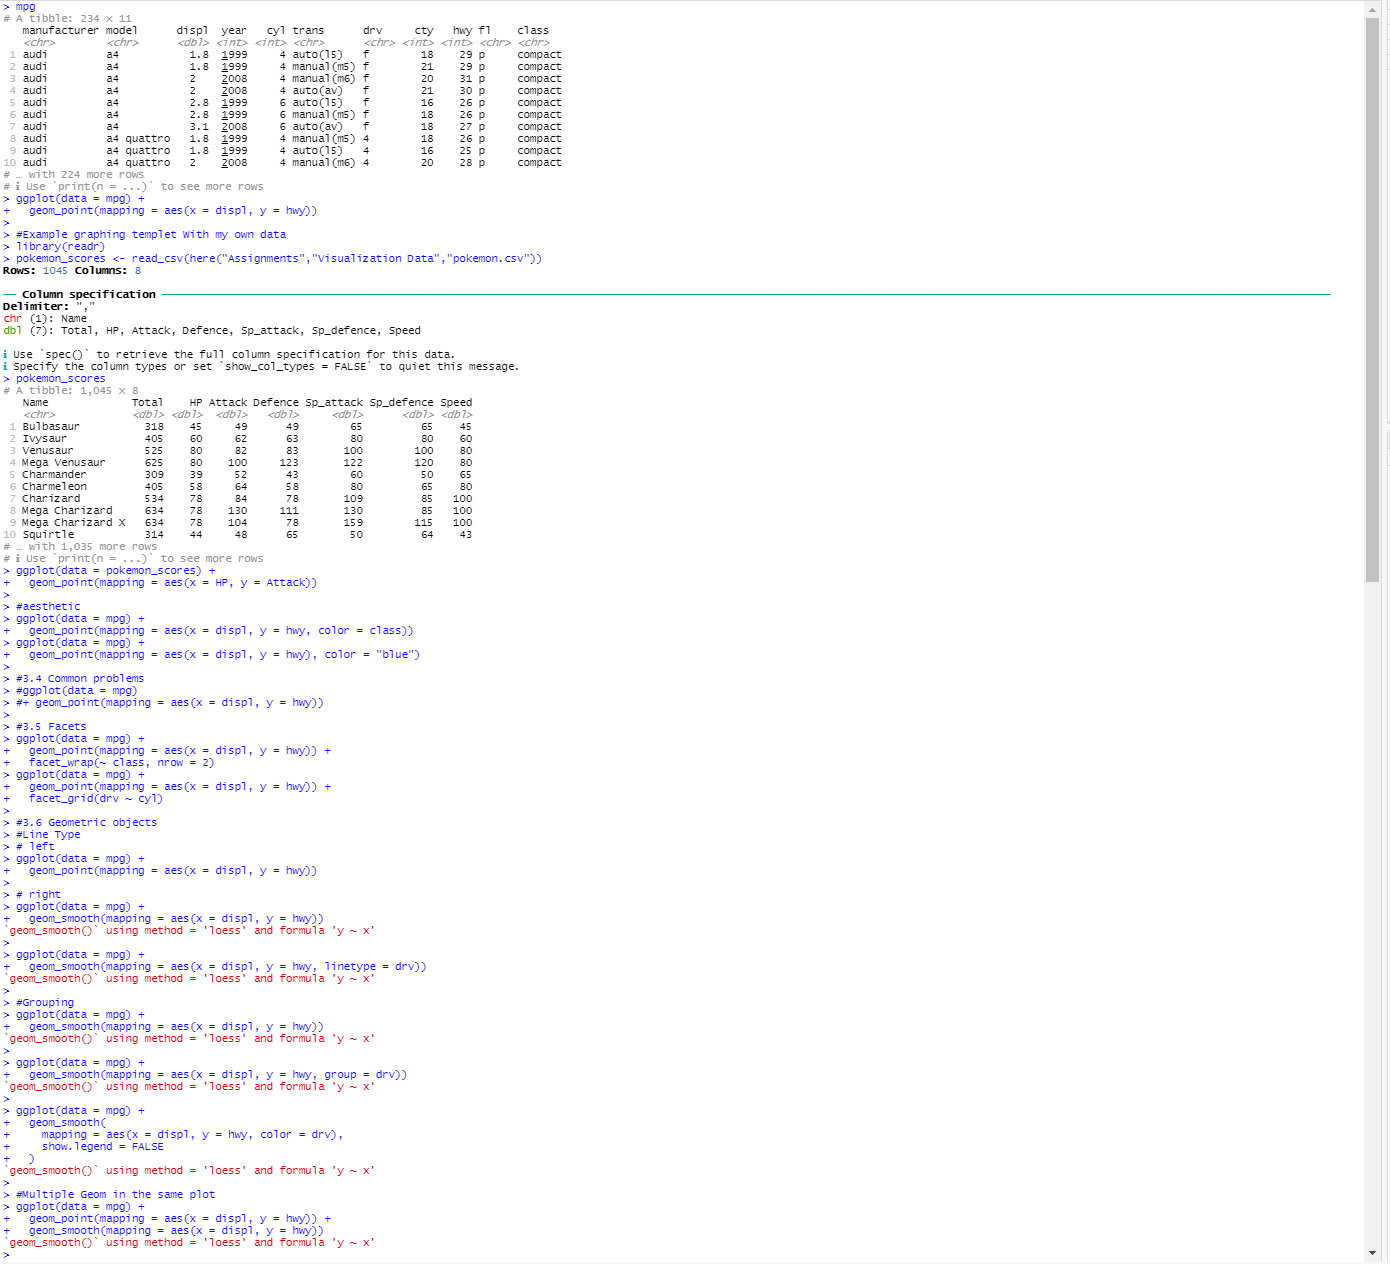 > mpg
# A tibble: 234 × 11
   manufacturer model      displ  year   cyl trans      drv     cty   hwy fl    class
   <chr>        <chr>      <dbl> <int> <int> <chr>      <chr> <int> <int> <chr> <chr>
 1 audi         a4           1.8  1999     4 auto(l5)   f        18    29 p     compact
 2 audi         a4           1.8  1999     4 manual(m5) f        21    29 p     compact
 3 audi         a4           2    2008     4 manual(m6) f        20    31 p     compact
 4 audi         a4           2    2008     4 auto(av)   f        21    30 p     compact
 5 audi         a4           2.8  1999     6 auto(l5)   f        16    26 p     compact
 6 audi         a4           2.8  1999     6 manual(m5) f        18    26 p     compact
 7 audi         a4           3.1  2008     6 auto(av)   f        18    27 p     compact
 8 audi         a4 quattro   1.8  1999     4 manual(m5) 4        18    26 p     compact
 9 audi         a4 quattro   1.8  1999     4 auto(l5)   4        16    25 p     compact
10 audi         a4 quattro   2    2008     4 manual(m6) 4        20    28 p     compact
# … with 224 more rows
# ℹ Use `print(n = ...)` to see more rows
> ggplot(data = mpg) +
+   geom_point(mapping = aes(x = displ, y = hwy))
>
> #Example graphing templet With my own data
> library(readr)
> pokemon_scores <- read_csv(here("Assignments","Visualization Data","pokemon.csv"))
Rows: 1045 Columns: 8
── Column specification ──
Delimiter: ","
chr (1): Name
dbl (7): Total, HP, Attack, Defence, Sp_attack, Sp_defence, Speed
ℹ Use `spec()` to retrieve the full column specification for this data.
ℹ Specify the column types or set `show_col_types = FALSE` to quiet this message.
> pokemon_scores
# A tibble: 1,045 × 8
   Name             Total    HP Attack Defence Sp_attack Sp_defence Speed
   <chr>            <dbl> <dbl>  <dbl>   <dbl>     <dbl>      <dbl> <dbl>
 1 Bulbasaur          318    45     49      49        65         65    45
 2 Ivysaur            405    60     62      63        80         80    60
 3 Venusaur           525    80     82      83       100        100    80
 4 Mega Venusaur      625    80    100     123       122        120    80
 5 Charmander         309    39     52      43        60         50    65
 6 Charmeleon         405    58     64      58        80         65    80
 7 Charizard          534    78     84      78       109         85   100
 8 Mega Charizard     634    78    130     111       130         85   100
 9 Mega Charizard X   634    78    104      78       159        115   100
10 Squirtle           314    44     48      65        50         64    43
# … with 1,035 more rows
# ℹ Use `print(n = ...)` to see more rows
> ggplot(data = pokemon_scores) +
+   geom_point(mapping = aes(x = HP, y = Attack))
>
> #aesthetic
> ggplot(data = mpg) +
+   geom_point(mapping = aes(x = displ, y = hwy, color = class))
> ggplot(data = mpg) +
+   geom_point(mapping = aes(x = displ, y = hwy), color = "blue")
>
> #3.4 Common problems
> #ggplot(data = mpg)
> #+ geom_point(mapping = aes(x = displ, y = hwy))
>
> #3.5 Facets
> ggplot(data = mpg) +
+   geom_point(mapping = aes(x = displ, y = hwy)) +
+   facet_wrap(~ class, nrow = 2)
> ggplot(data = mpg) +
+   geom_point(mapping = aes(x = displ, y = hwy)) +
+   facet_grid(drv ~ cyl)
>
> #3.6 Geometric objects
> #Line Type
> # left
> ggplot(data = mpg) +
+   geom_point(mapping = aes(x = displ, y = hwy))
>
> # right
> ggplot(data = mpg) +
+   geom_smooth(mapping = aes(x = displ, y = hwy))
`geom_smooth()` using method = 'loess' and formula 'y ~ x'
>
> ggplot(data = mpg) +
+   geom_smooth(mapping = aes(x = displ, y = hwy, linetype = drv))
`geom_smooth()` using method = 'loess' and formula 'y ~ x'
>
> #Grouping
> ggplot(data = mpg) +
+   geom_smooth(mapping = aes(x = displ, y = hwy))
`geom_smooth()` using method = 'loess' and formula 'y ~ x'
>
> ggplot(data = mpg) +
+   geom_smooth(mapping = aes(x = displ, y = hwy, group = drv))
`geom_smooth()` using method = 'loess' and formula 'y ~ x'
>
> ggplot(data = mpg) +
+   geom_smooth(
+     mapping = aes(x = displ, y = hwy, color = drv),
+     show.legend = FALSE
+   )
`geom_smooth()` using method = 'loess' and formula 'y ~ x'
>
> #Multiple Geom in the same plot
> ggplot(data = mpg) +
+   geom_point(mapping = aes(x = displ, y = hwy)) +
+   geom_smooth(mapping = aes(x = displ, y = hwy))
`geom_smooth()` using method = 'loess' and formula 'y ~ x'
>